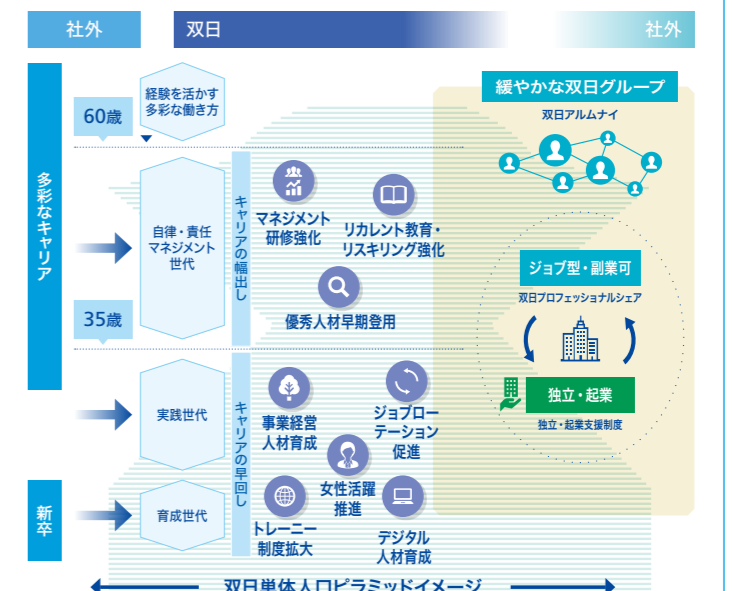 社外
双日
社外
多彩なキャリア
新卒
60歳
35歳
経験を活かす
多彩な働き方
自律・責任
マネジメント
世代
実践世代
育成世代
キャリアの幅出し
キャリアの早回し
マネジメント
研修強化
リカレント教育・
リスキリング強化
優秀人材早期登用
事業経営
人材育成
ジョブロー
テーション
促進
女性活躍
推進
トレーニー
制度拡大
デジタル
人材育成
緩やかな双日グループ
双日アルムナイ
ジョブ型・副業可
双日プロフェッショナルシェア
独立・起業
独立・起業支援制度
双日単体人口ピラミッドイメージ